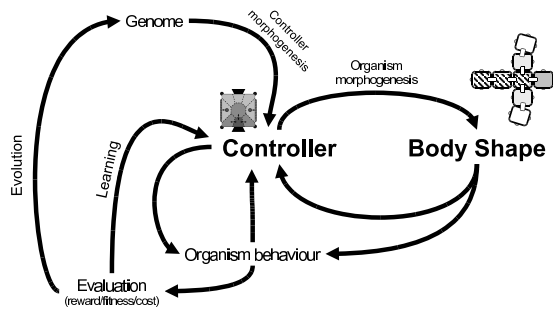 Genome
Controller
morphogenesis
Organism
morphogenesis
Evolution
Learning
Controller
Body Shape
Organism behaviour
Evaluation
(reward/fitness/cost)